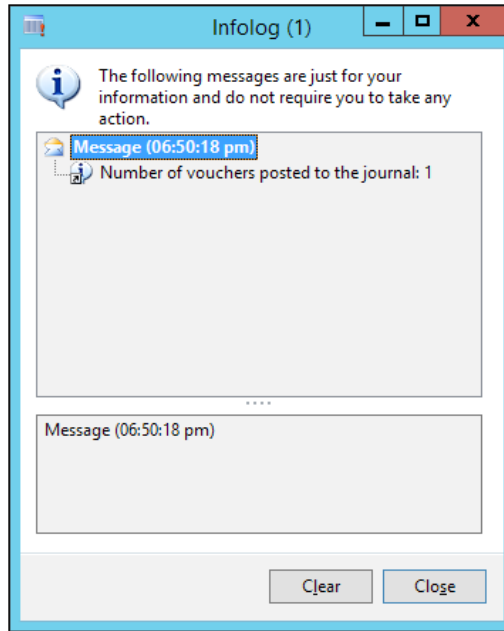 Infolog (1)
The following messages are just for your
information and do not require you to take any
action.
Message (06:50:18 pm)
Number of vouchers posted to the journal: 1
Message (06:50:18 pm)
Clear
Close